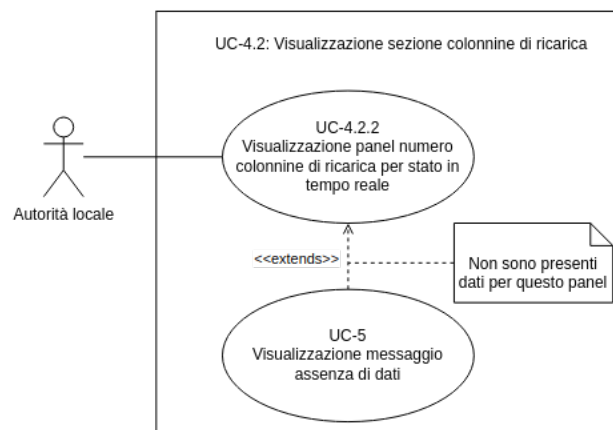 UC-4.2: Visualizzazione sezione colonnine di ricarica
UC-4.2.2
Visualizzazione panel numero
colonnine di ricarica per stato in
tempo reale
Autorità locale
<<extends>>
Non sono presenti
dati per questo panel
UC-5
Visualizzazione messaggio
assenza di dati